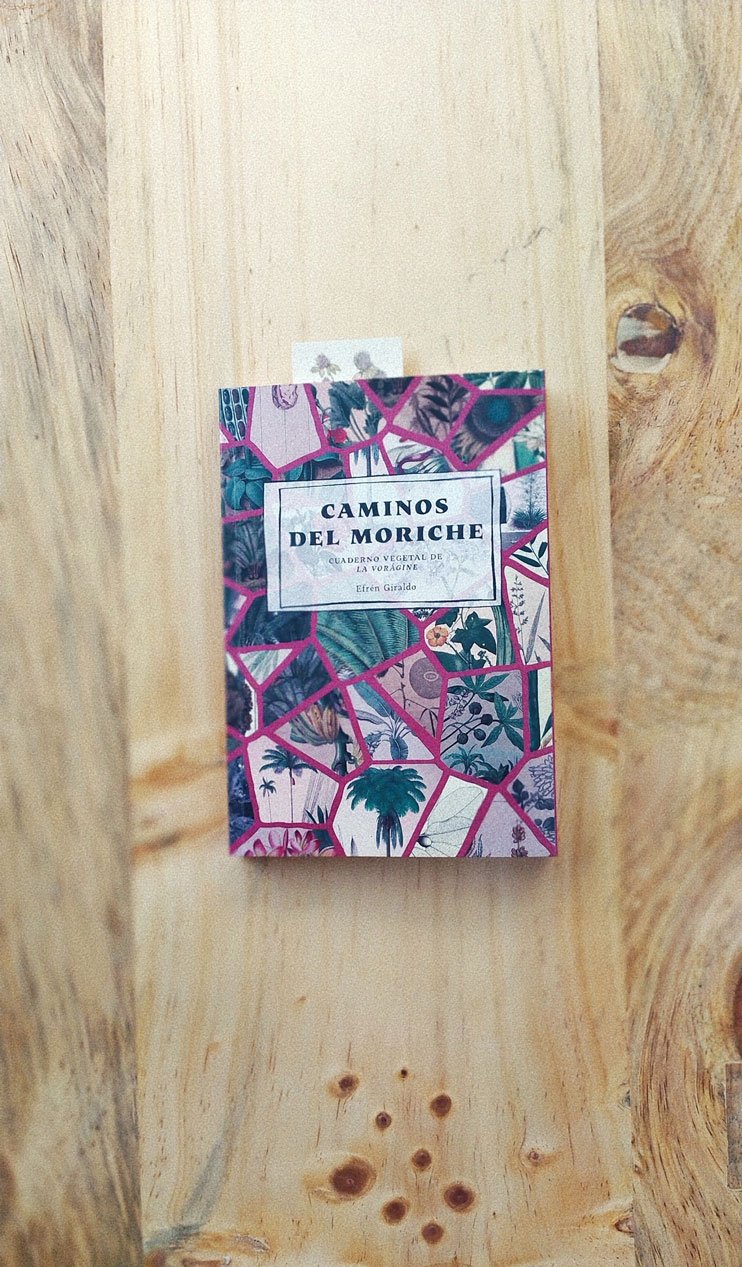 CAMINOS
DEL MORICHE
CUADERNO VEGETAL DE
LA VORÁGINE
Efrén Giraldo